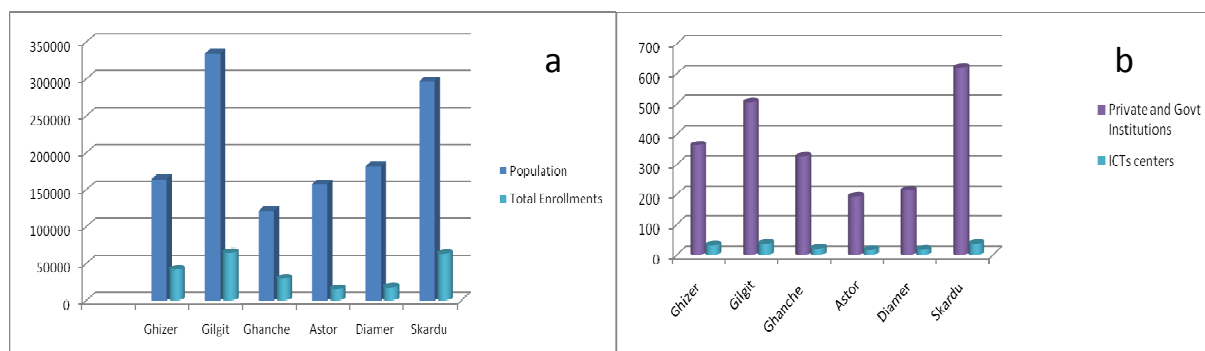 350000
300000
250000
200000
150000
100000
50000
0
Ghizer Gilgit Ghanche Astor Diamer Skardu
a
Population
Total Enrollments
700
600
500
400
300
200
100
0
Ghizer Gilgit Ghanche Astor Diamer Skardu
b
Private and Govt
Institutions
ICTs centers